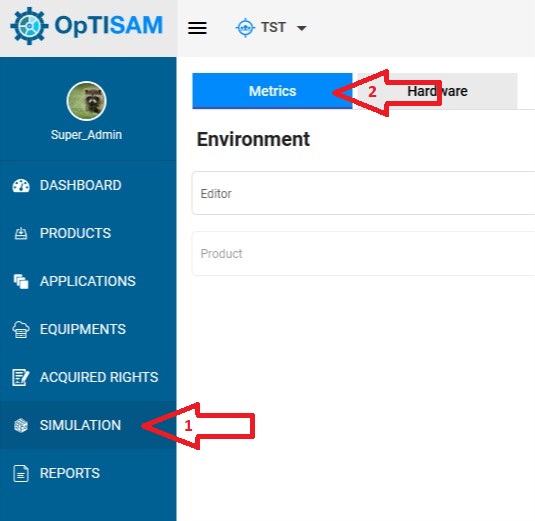 OpTISAM
TST
Super_Admin
DASHBOARD
PRODUCTS
APPLICATIONS
EQUIPMENTS
ACQUIRED RIGHTS
SIMULATION
1
REPORTS
Metrics
2
Hardware
Environment
Editor
Product